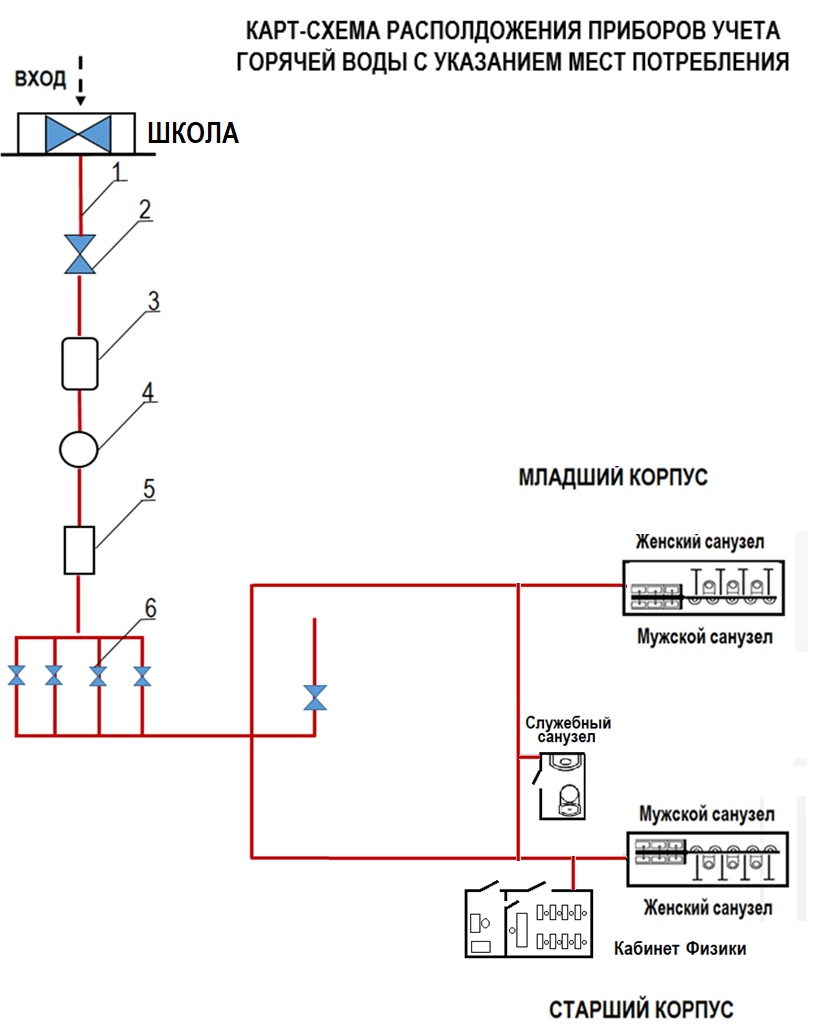 КАРТ-СХЕМА РАСПОЛДОЖЕНИЯ ПРИБОРОВ УЧЕТА
ГОРЯЧЕЙ ВОДЫ С УКАЗАНИЕМ МЕСТ ПОТРЕБЛЕНИЯ
ВХОД
ШКОЛА
1
2
3
4
5
6
МЛАДШИЙ КОРПУС
Женский санузел
Мужской санузел
Служебный
санузел
Мужской санузел
Женский санузел
Кабинет Физики
СТАРШИЙ КОРПУС